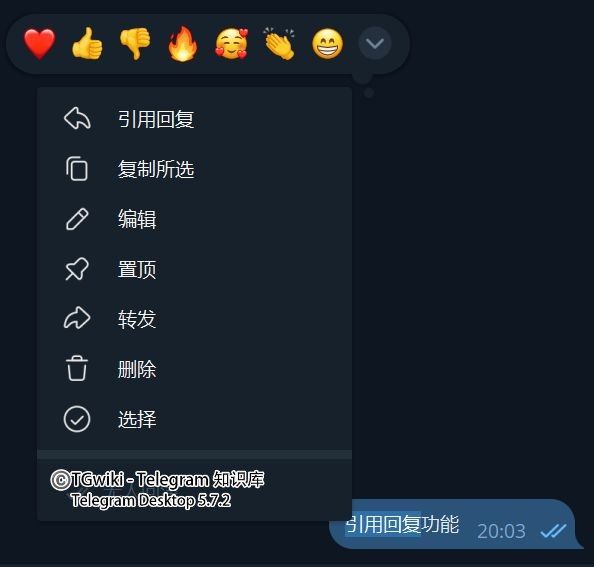 引用回复
复制所选
编辑
置顶
转发
删除
选择
©TGwiki - Telegram 知识库
Telegram Desktop 5.7.2
引用回复功能
20:03